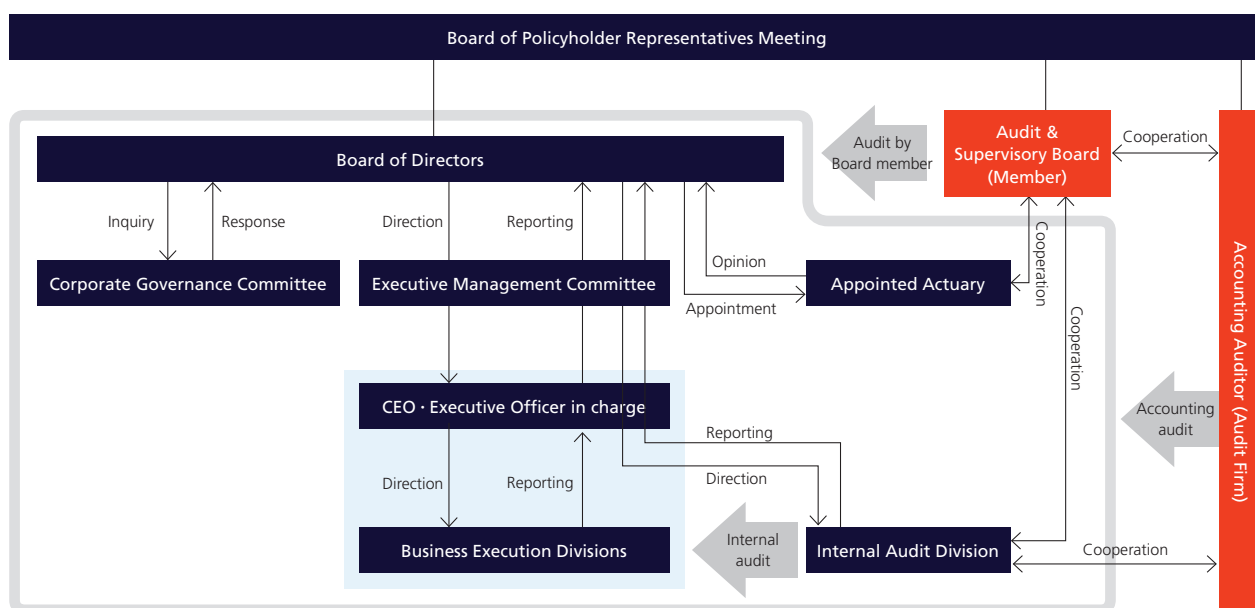 Board of Policyholder Representatives Meeting
Board of Directors
Audit by
Board member
Audit &
Supervisory Board
(Member)
Cooperation
Inquiry
Response
Direction
Reporting
Opinion
Appointment
Cooperation
Cooperation
Corporate Governance Committee
Executive Management Committee
Appointed Actuary
Accounting Auditor (Audit Firm)
CEO · Executive Officer in charge
Accounting
audit
Reporting
Direction
Direction
Reporting
Business Execution Divisions
Internal
audit
Internal Audit Division
Cooperation